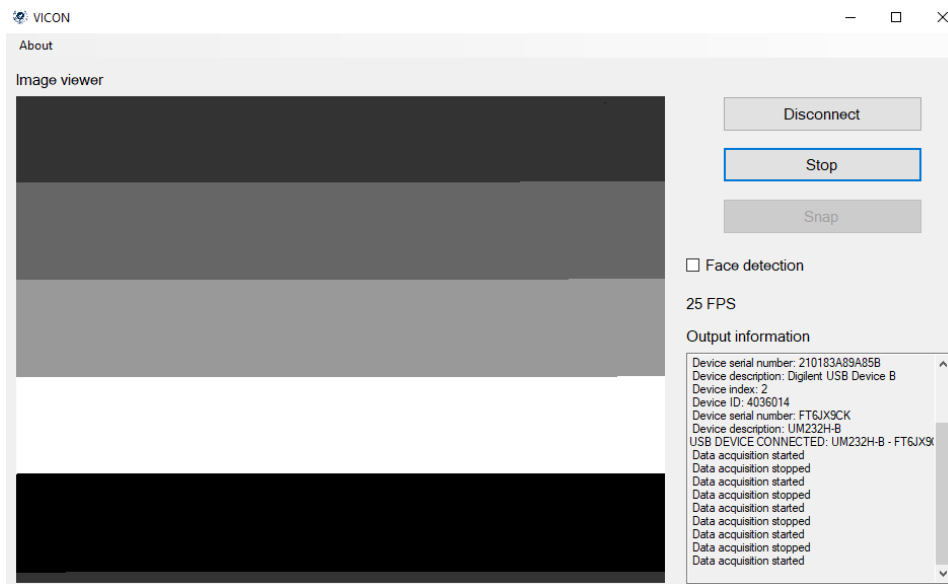 VICON
About
Image viewer
Disconnect
Stop
Snap
Face detection
25 FPS
Output information
Device serial number: 210183A89A85B
Device description: Digilent USB Device B
Device index: 2
Device ID: 4036014
Device serial number: FT6JX9CK
Device description: UM232H-B
USB DEVICE CONNECTED: UM232H-B - FT6JX9(
Data acquisition started
Data acquisition stopped
Data acquisition started
Data acquisition stopped
Data acquisition started
Data acquisition stopped
Data acquisition started
Data acquisition stopped
Data acquisition started